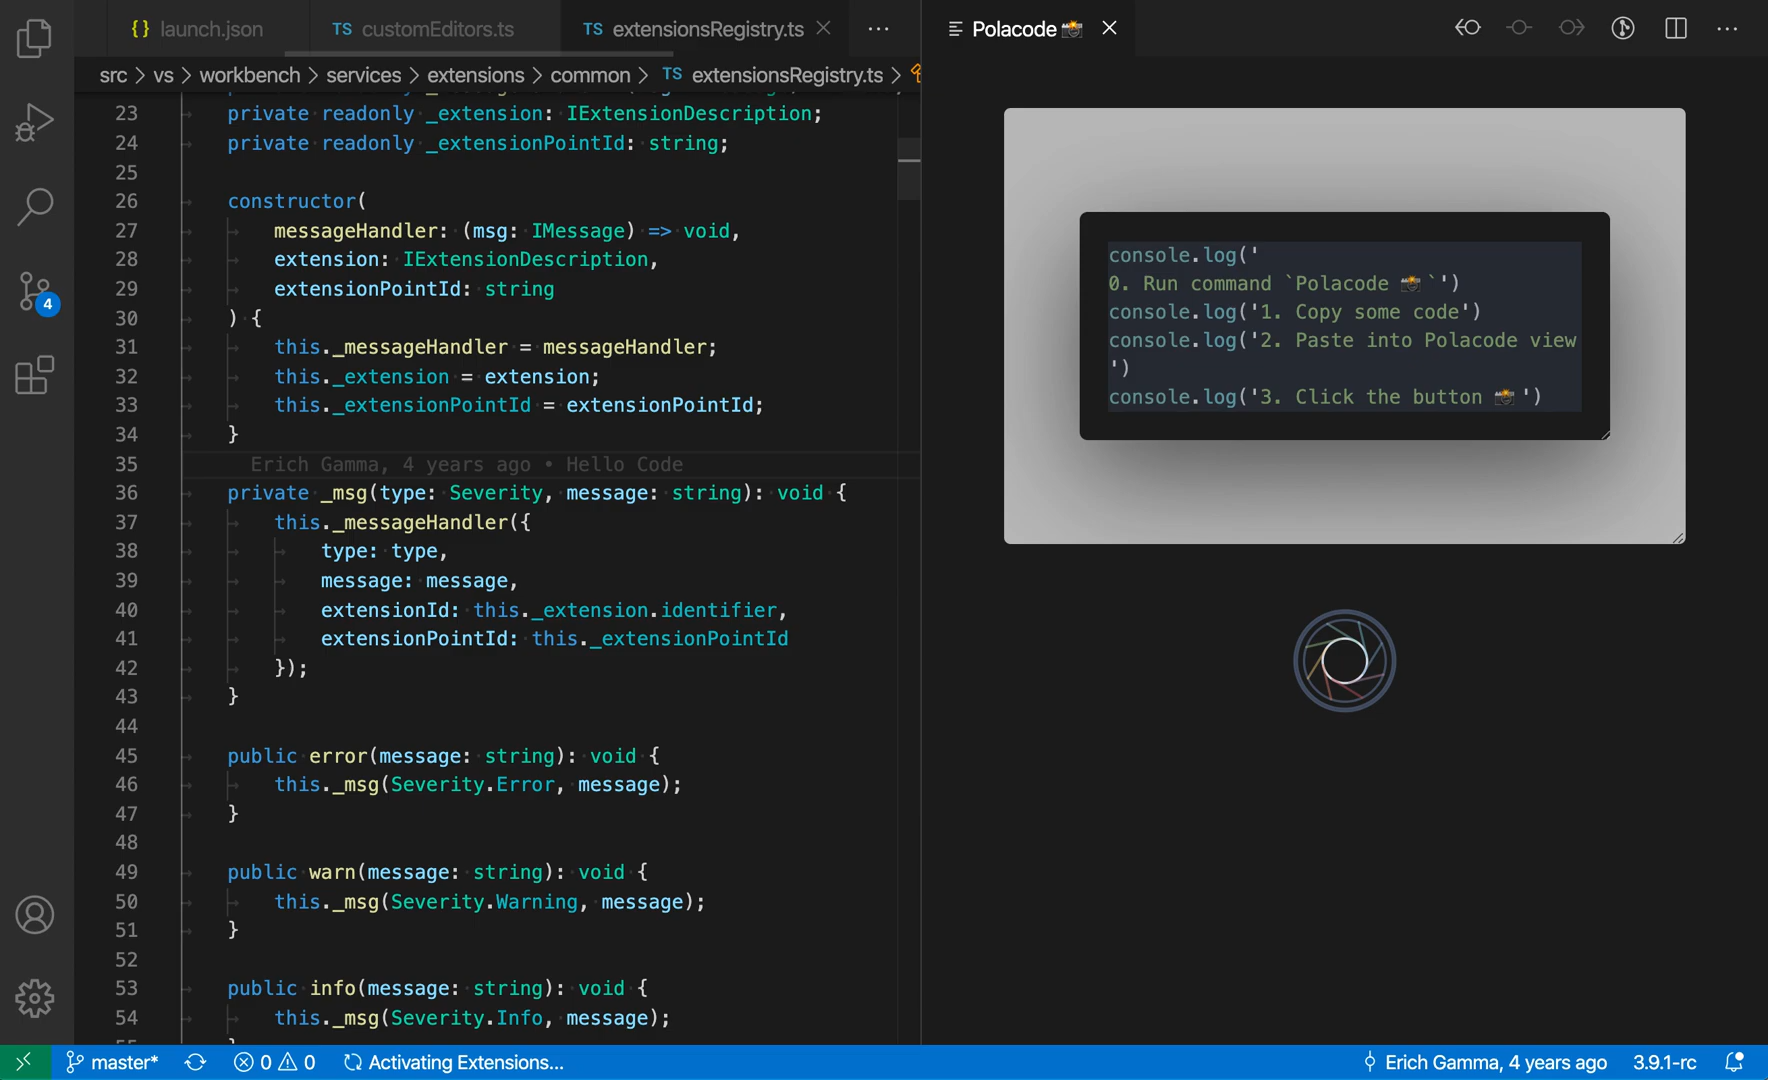 {} launch.json
TS customEditors.ts
TS extensionsRegistry.ts
Polacode 📸
src > vs > workbench > services > extensions > common > TS extensionsRegistry.ts >
23 private readonly _extension: IExtensionDescription;
24 private readonly _extensionPointId: string;
25
26 constructor(
27 messageHandler: (msg: IMessage) => void,
28 extension: IExtensionDescription,
29 extensionPointId: string
30 ) {
31 this._messageHandler = messageHandler;
32 this._extension = extension;
33 this._extensionPointId = extensionPointId;
34 }
35 Erich Gamma, 4 years ago • Hello Code
36 private _msg(type: Severity, message: string): void {
37 this._messageHandler({
38 type: type,
39 message: message,
40 extensionId: this._extension.identifier,
41 extensionPointId: this._extensionPointId
42 });
43 }
44
45 public error(message: string): void {
46 this._msg(Severity.Error, message);
47 }
48
49 public warn(message: string): void {
50 this._msg(Severity.Warning, message);
51 }
52
53 public info(message: string): void {
54 this._msg(Severity.Info, message);
console.log('
0. Run command `Polacode 📸`')
console.log('1. Copy some code')
console.log('2. Paste into Polacode view
')
console.log('3. Click the button 📸')
4
master*
0 0
Activating Extensions...
Erich Gamma, 4 years ago
3.9.1-rc